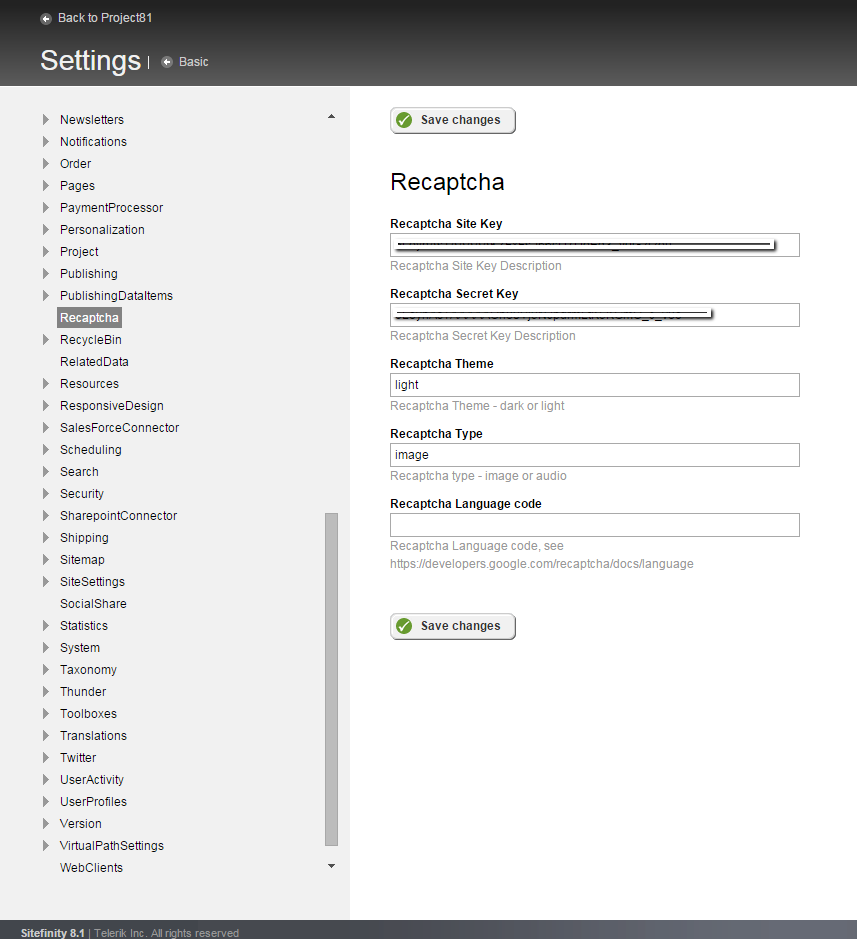 Back to Project81
Settings | Basic
Newsletters
Notifications
Order
Pages
PaymentProcessor
Personalization
Project
Publishing
PublishingDataItems
Recaptcha
RecycleBin
RelatedData
Resources
ResponsiveDesign
SalesForceConnector
Scheduling
Search
Security
SharepointConnector
Shipping
Sitemap
SiteSettings
SocialShare
Statistics
System
Taxonomy
Thunder
Toolboxes
Translations
Twitter
UserActivity
UserProfiles
Version
VirtualPathSettings
WebClients
Save changes
Recaptcha
Recaptcha Site Key
Recaptcha Site Key Description
Recaptcha Secret Key
Recaptcha Secret Key Description
Recaptcha Theme
light
Recaptcha Theme - dark or light
Recaptcha Type
image
Recaptcha type - image or audio
Recaptcha Language code
Recaptcha Language code, see
https://developers.google.com/recaptcha/docs/language
Save changes
Sitefinity 8.1 | Telerik Inc. All rights reserved